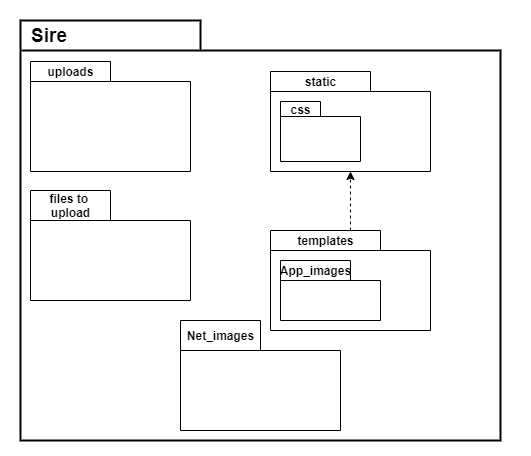 Sire
uploads
static
css
files to
upload
templates
App_images
Net_images